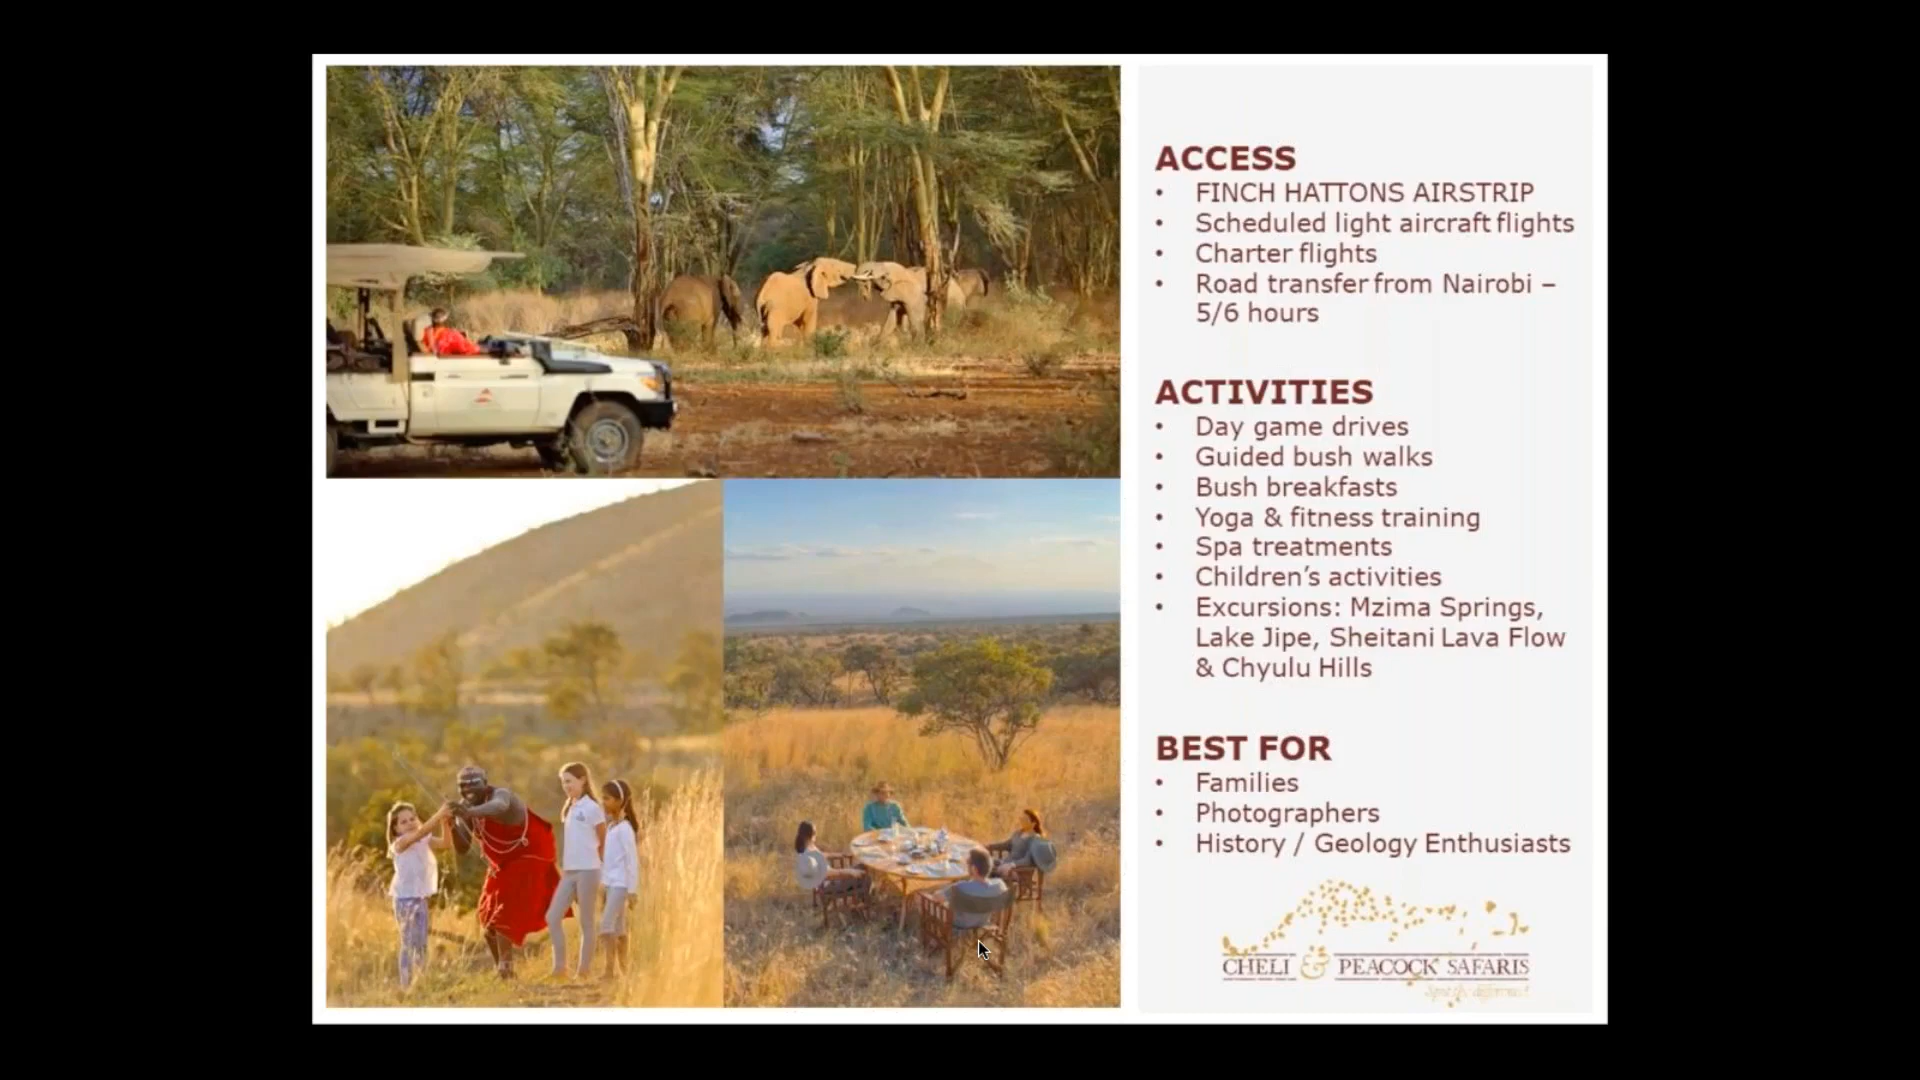 ACCESS
• FINCH HATTONS AIRSTRIP
• Scheduled light aircraft flights
• Charter flights
• Road transfer from Nairobi –
5/6 hours
ACTIVITIES
• Day game drives
• Guided bush walks
• Bush breakfasts
• Yoga & fitness training
• Spa treatments
• Children’s activities
• Excursions: Mzima Springs,
Lake Jipe, Sheitani Lava Flow
& Chyulu Hills
BEST FOR
• Families
• Photographers
• History / Geology Enthusiasts
CHELI & PEACOCK SAFARIS